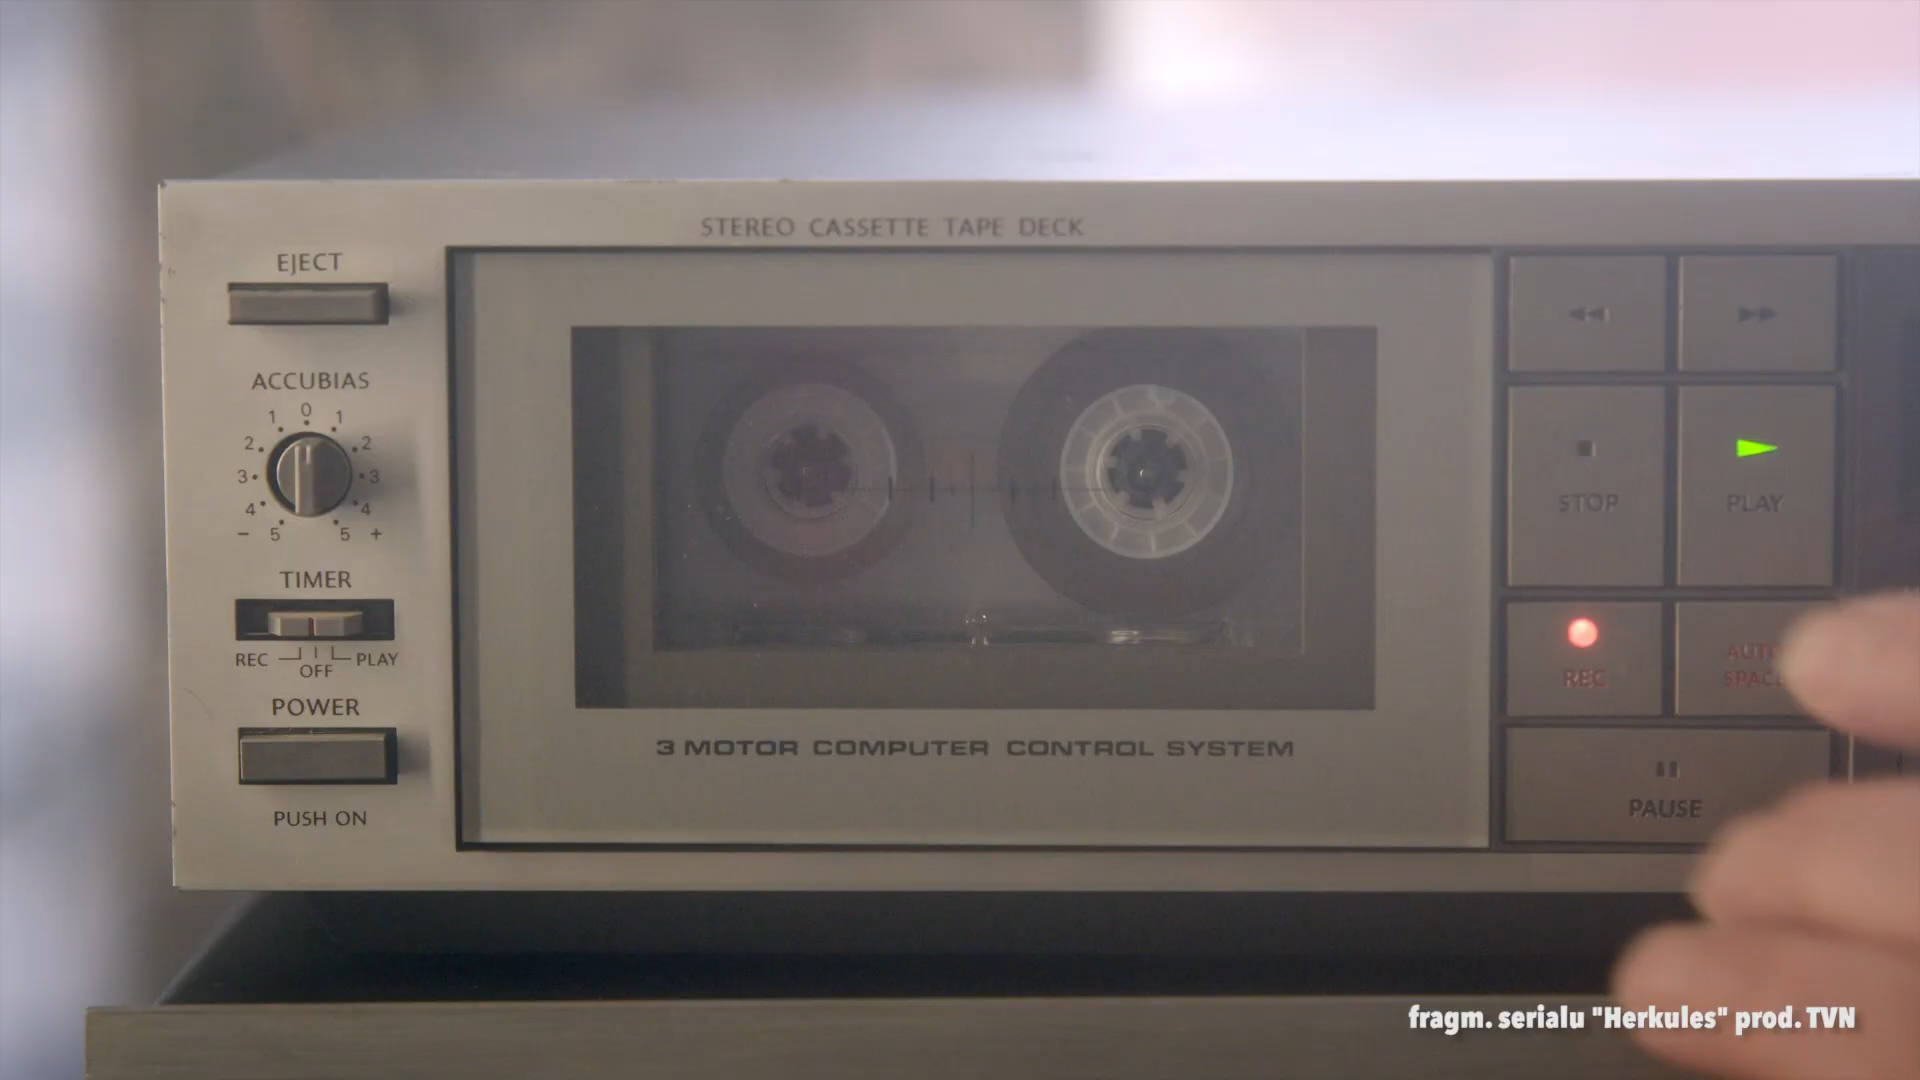 STEREO CASSETTE TAPE DECK
EJECT
ACCUBIAS
0
1 1
2 2
3 3
4 4
- 5 5 +
TIMER
REC OFF PLAY
POWER
PUSH ON
3 MOTOR COMPUTER CONTROL SYSTEM
STOP PLAY
REC
PAUSE
fragm. serialu "Herkules" prod. TVN